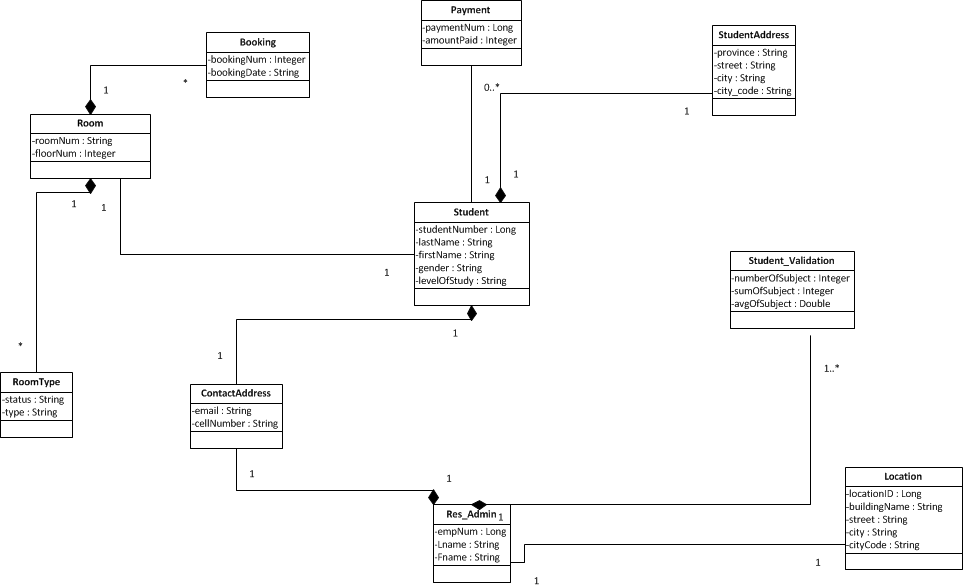 Payment
-paymentNum : Long
-amountPaid : Integer
0..*
1
Booking
-bookingNum : Integer
-bookingDate : String
*
1
StudentAddress
-province : String
-street : String
-city : String
-city_code : String
1
1
Room
-roomNum : String
-floorNum : Integer
1
1
Student
-studentNumber : Long
-lastName : String
-firstName : String
-gender : String
-levelOfStudy : String
1
1
Student_Validation
-numberOfSubject : Integer
-sumOfSubject : Integer
-avgOfSubject : Double
1..*
*
RoomType
-status : String
-type : String
1
ContactAddress
-email : String
-cellNumber : String
1
1
Res_Admin
1
-empNum : Long
-Lname : String
-Fname : String
1
Location
-locationID : Long
-buildingName : String
-street : String
-city : String
-cityCode : String
1